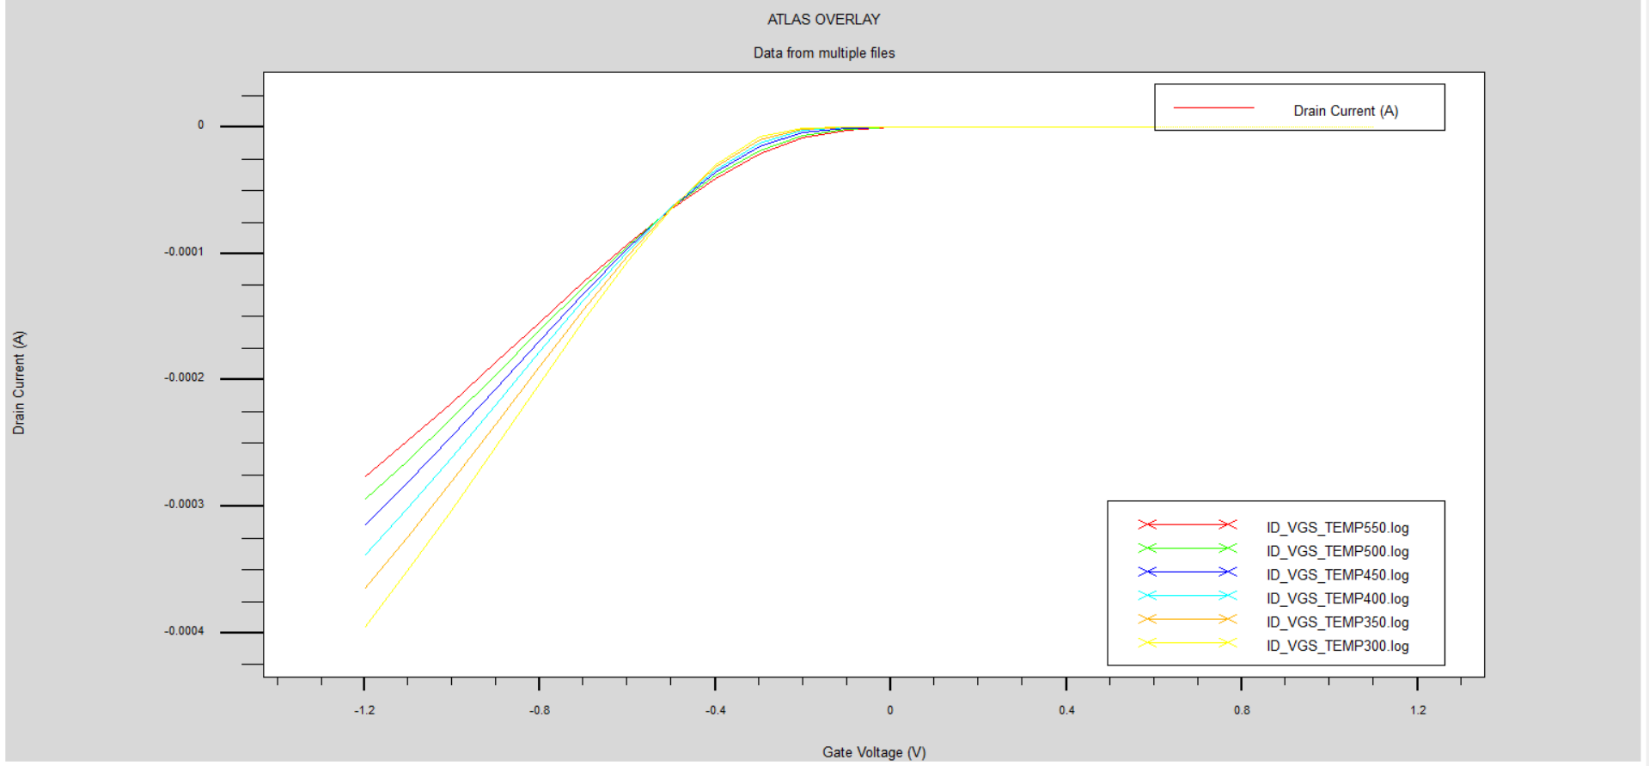 ATLAS OVERLAY
Data from multiple files
Drain Current (A)
0
-0.0001
-0.0002
-0.0003
-0.0004
Drain Current (A)
ID_VGS_TEMP550.log
ID_VGS_TEMP500.log
ID_VGS_TEMP450.log
ID_VGS_TEMP400.log
ID_VGS_TEMP350.log
ID_VGS_TEMP300.log
-1.2 -0.8 -0.4 0 0.4 0.8 1.2
Gate Voltage (V)